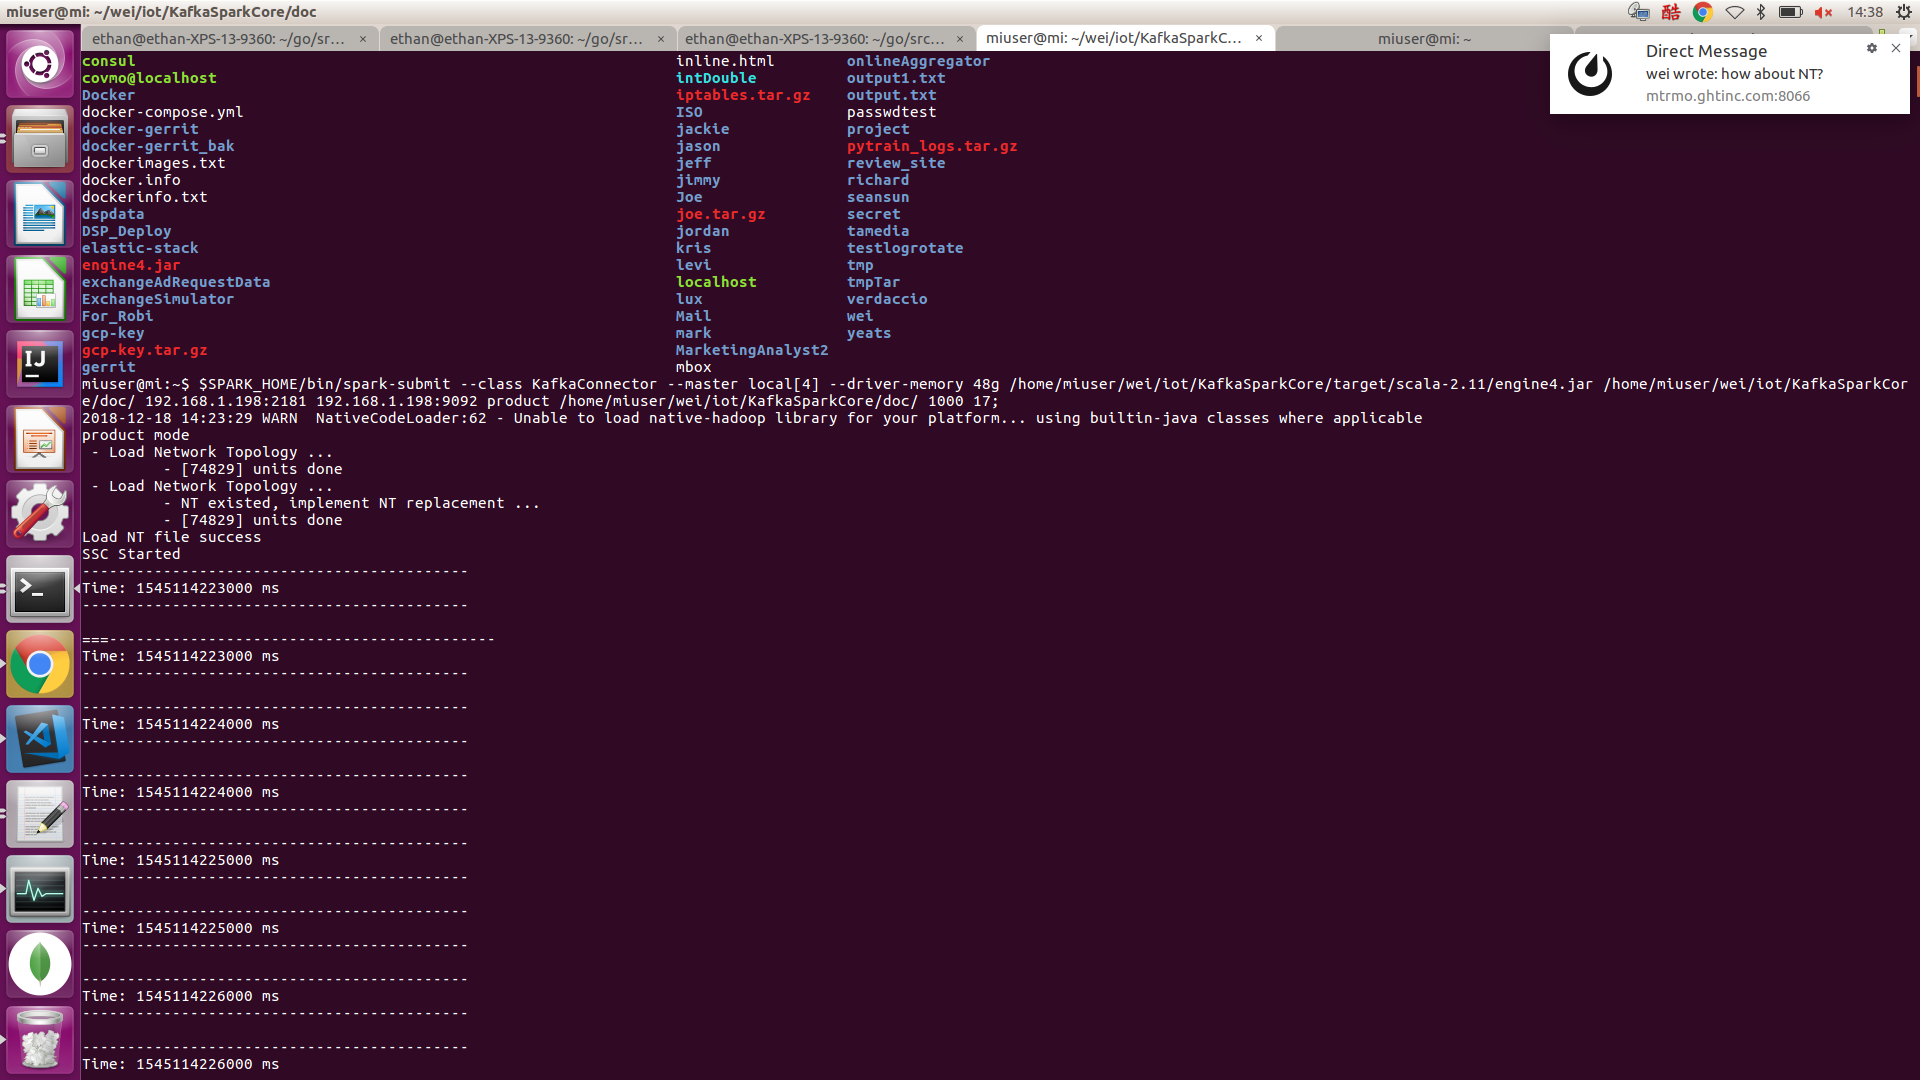 miuser@mi: ~/wei/iot/KafkaSparkCore/doc
酷
14:38
ethan@ethan-XPS-13-9360: ~/go/sr... ×
ethan@ethan-XPS-13-9360: ~/go/sr... ×
ethan@ethan-XPS-13-9360: ~/go/src... ×
miuser@mi: ~/wei/iot/KafkaSparkC... ×
miuser@mi: ~
Direct Message
wei wrote: how about NT?
mtrmo.ghtinc.com:8066
consul inline.html onlineAggregator
covmo@localhost intDouble output1.txt
Docker iptables.tar.gz output.txt
docker-compose.yml ISO passwdtest
docker-gerrit jackie project
docker-gerrit_bak jason pytrain_logs.tar.gz
dockerimages.txt jeff review_site
docker.info jimmy richard
dockerinfo.txt Joe seansun
dspdata joe.tar.gz secret
DSP_Deploy jordan tamedia
elastic-stack kris testlogrotate
engine4.jar levi tmp
exchangeAdRequestData localhost tmpTar
ExchangeSimulator lux verdaccio
For_Robi Mail wei
gcp-key mark yeats
gcp-key.tar.gz MarketingAnalyst2
gerrit mbox
miuser@mi:~$ $SPARK_HOME/bin/spark-submit --class KafkaConnector --master local[4] --driver-memory 48g /home/miuser/wei/iot/KafkaSparkCore/target/scala-2.11/engine4.jar /home/miuser/wei/iot/KafkaSparkCor
e/doc/ 192.168.1.198:2181 192.168.1.198:9092 product /home/miuser/wei/iot/KafkaSparkCore/doc/ 1000 17;
2018-12-18 14:23:29 WARN  NativeCodeLoader:62 - Unable to load native-hadoop library for your platform... using builtin-java classes where applicable
product mode
- Load Network Topology ...
- [74829] units done
- Load Network Topology ...
- NT existed, implement NT replacement ...
- [74829] units done
Load NT file success
SSC Started
-------------------------------------------
Time: 1545114223000 ms
-------------------------------------------
===-------------------------------------------
Time: 1545114223000 ms
-------------------------------------------
-------------------------------------------
Time: 1545114224000 ms
-------------------------------------------
-------------------------------------------
Time: 1545114224000 ms
-------------------------------------------
-------------------------------------------
Time: 1545114225000 ms
-------------------------------------------
-------------------------------------------
Time: 1545114225000 ms
-------------------------------------------
-------------------------------------------
Time: 1545114226000 ms
-------------------------------------------
-------------------------------------------
Time: 1545114226000 ms
IJ